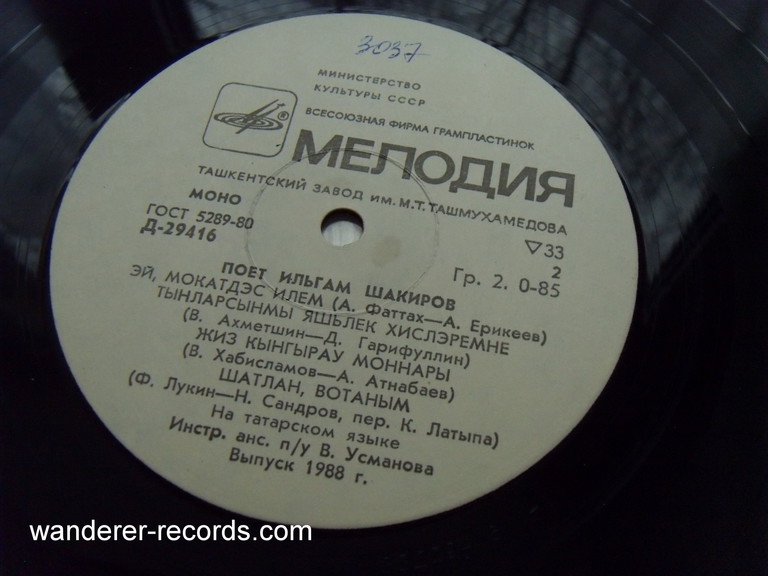 3037
МИНИСТЕРСТВО
КУЛЬТУРЫ СССР
ВСЕСОЮЗНАЯ ФИРМА ГРАМПЛАСТИНОК
®
МЕЛОДИЯ
ТАШКЕНТСКИЙ ЗАВОД им. М.Т. ТАШМУХАМЕДОВА
МОНО
ГОСТ 5289-80
Д-29416
▽33
2
Гр. 2. 0-85
ПОЕТ ИЛЬГАМ ШАКИРОВ
ЭЙ, МОКАТДЭС ИЛЕМ (А. Фаттах—А. Ерикеев)
ТЫНЛАРСЫНМЫ ЯШЬЛЕК ХИСЛЭРЕМНЕ
(В. Ахметшин—Д. Гарифуллин)
ЖИЗ КЫНГЫРАУ МОННАРЫ
(В. Хабисламов—А. Атнабаев)
ШАТЛАН, ВОТАНЫМ
(Ф. Лукин—Н. Сандров, пер. К. Латыпа)
На татарском языке
Инстр. анс. п/у В. Усманова
Выпуск 1988 г.
wanderer-records.com